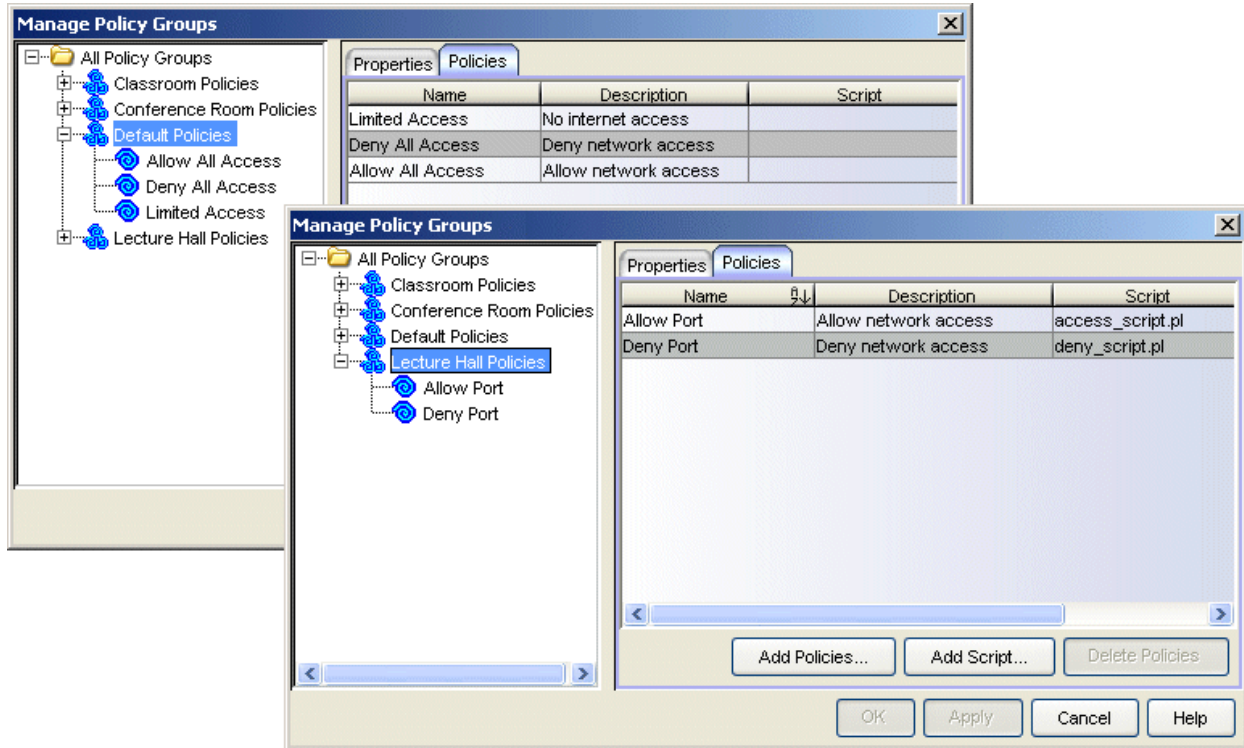 Manage Policy Groups
All Policy Groups
Classroom Policies
Conference Room Policies
Default Policies
Allow All Access
Deny All Access
Limited Access
Lecture Hall Policies
Properties Policies
Name Description Script
Limited Access No internet access
Deny All Access Deny network access
Allow All Access Allow network access
Manage Policy Groups
All Policy Groups
Classroom Policies
Conference Room Policies
Default Policies
Lecture Hall Policies
Allow Port
Deny Port
Properties Policies
Name Description Script
Allow Port Allow network access access_script.pl
Deny Port Deny network access deny_script.pl
Add Policies... Add Script... Delete Policies
OK Apply Cancel Help